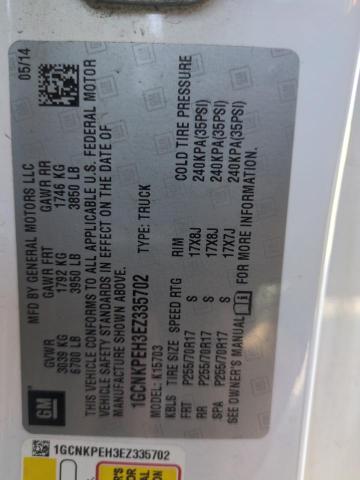 05/14
MFD BY GENERAL MOTORS LLC
GVWR GAWR FRT GAWR RR
3039 KG 1792 KG 1746 KG
6700 LB 3950 LB 3850 LB
THIS VEHICLE CONFORMS TO ALL APPLICABLE U.S. FEDERAL MOTOR
VEHICLE SAFETY STANDARDS IN EFFECT ON THE DATE OF
MANUFACTURE SHOWN ABOVE.
1GCNKPEH3EZ335702 TYPE: TRUCK
MODEL: K15703
KBLS TIRE SIZE SPEED RTG RIM COLD TIRE PRESSURE
FRT P255/70R17 S 17X8J 240KPA(35PSI)
RR P255/70R17 S 17X8J 240KPA(35PSI)
SPA P255/70R17 S 17X7J 240KPA(35PSI)
SEE OWNER'S MANUAL FOR MORE INFORMATION.
GM
1GCNKPEH3EZ335702